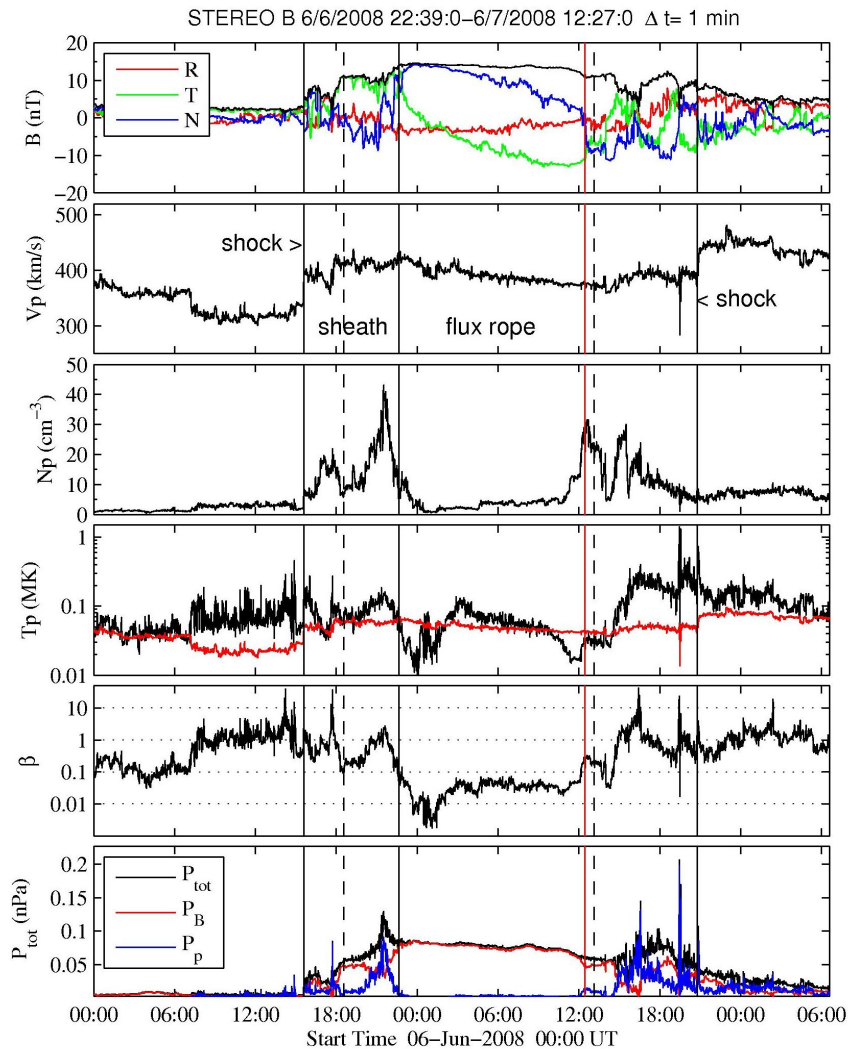 STEREO B 6/6/2008 22:39:0−6/7/2008 12:27:0 Δ t= 1 min
20
10
0
−10
−20
B (nT)
R
T
N
500
400
300
Vp (km/s)
shock >
sheath
flux rope
< shock
50
40
30
20
10
0
Np (cm⁻³)
1
0.1
0.01
Tp (MK)
10
1
0.1
0.01
β
0.2
0.15
0.1
0.05
P_tot (nPa)
P_tot
P_B
P_p
00:00 06:00 12:00 18:00 00:00 06:00 12:00 18:00 00:00 06:00
Start Time 06-Jun-2008 00:00 UT